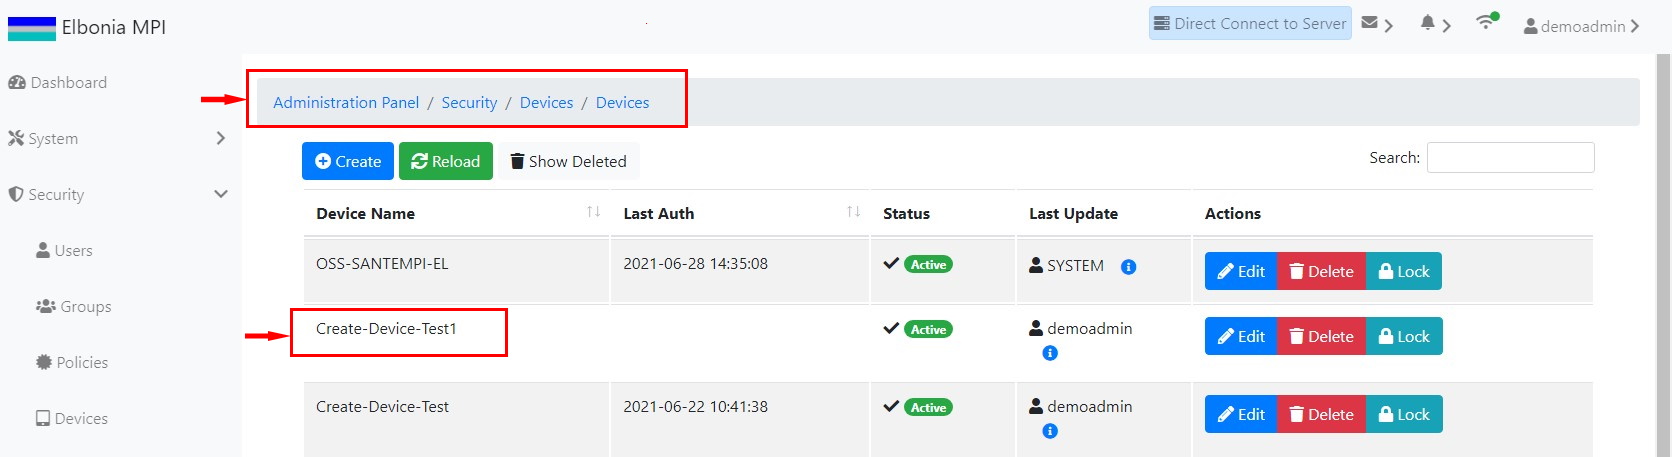 Elbonia MPI
Direct Connect to Server
demoadmin
Dashboard
System
Security
Users
Groups
Policies
Devices
Administration Panel / Security / Devices / Devices
Create Reload Show Deleted
Search:
Device Name Last Auth Status Last Update Actions
OSS-SANTEMPI-EL 2021-06-28 14:35:08 Active SYSTEM Edit Delete Lock
Create-Device-Test1 Active demoadmin Edit Delete Lock
Create-Device-Test 2021-06-22 10:41:38 Active demoadmin Edit Delete Lock